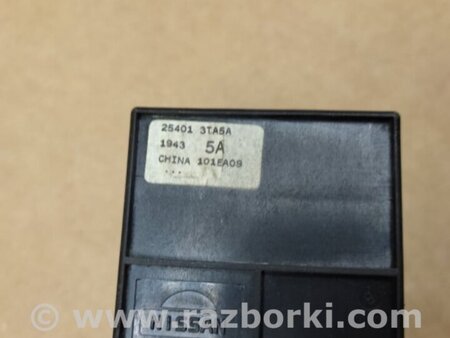 25401 3TA5A
1943 5A
CHINA 101EA09
...
NISSAN
www.razborki.com